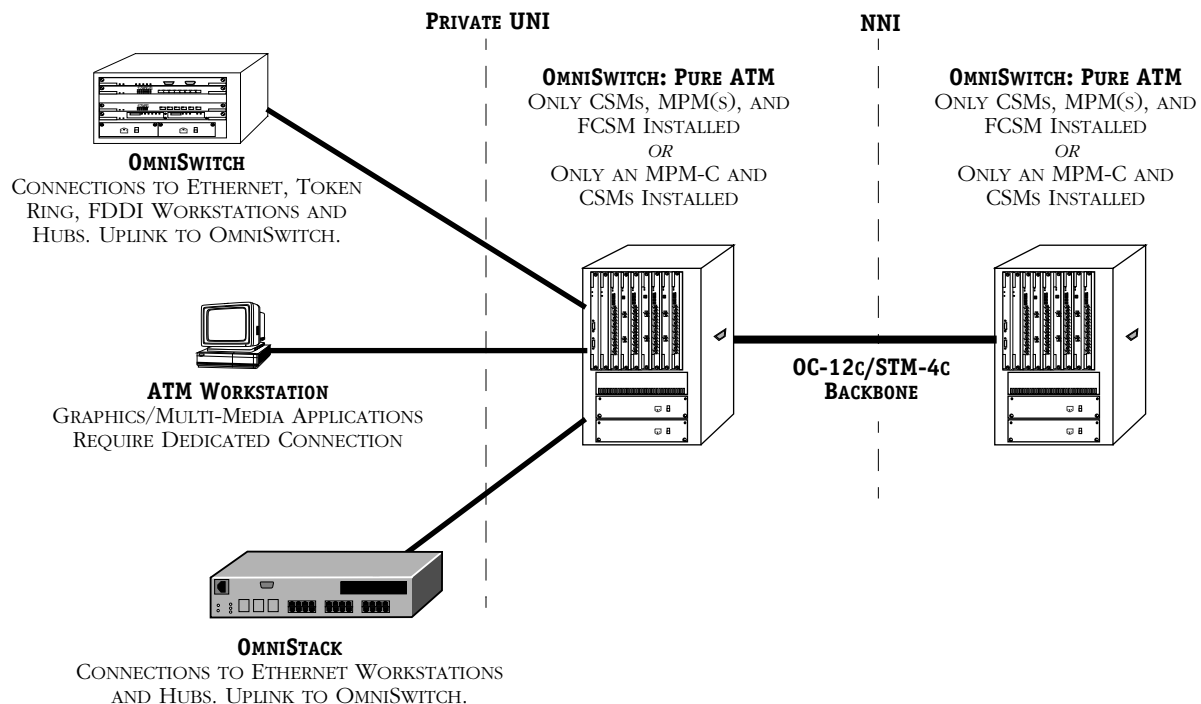 PRIVATE UNI
NNI
OMNISWITCH: PURE ATM
ONLY CSMS, MPM(S), AND
FCSM INSTALLED
OR
ONLY AN MPM-C AND
CSMS INSTALLED
OMNISWITCH: PURE ATM
ONLY CSMS, MPM(S), AND
FCSM INSTALLED
OR
ONLY AN MPM-C AND
CSMS INSTALLED
OMNISWITCH
CONNECTIONS TO ETHERNET, TOKEN
RING, FDDI WORKSTATIONS AND
HUBS. UPLINK TO OMNISWITCH.
ATM WORKSTATION
GRAPHICS/MULTI-MEDIA APPLICATIONS
REQUIRE DEDICATED CONNECTION
OC-12C/STM-4C
BACKBONE
OMNISTACK
CONNECTIONS TO ETHERNET WORKSTATIONS
AND HUBS. UPLINK TO OMNISWITCH.